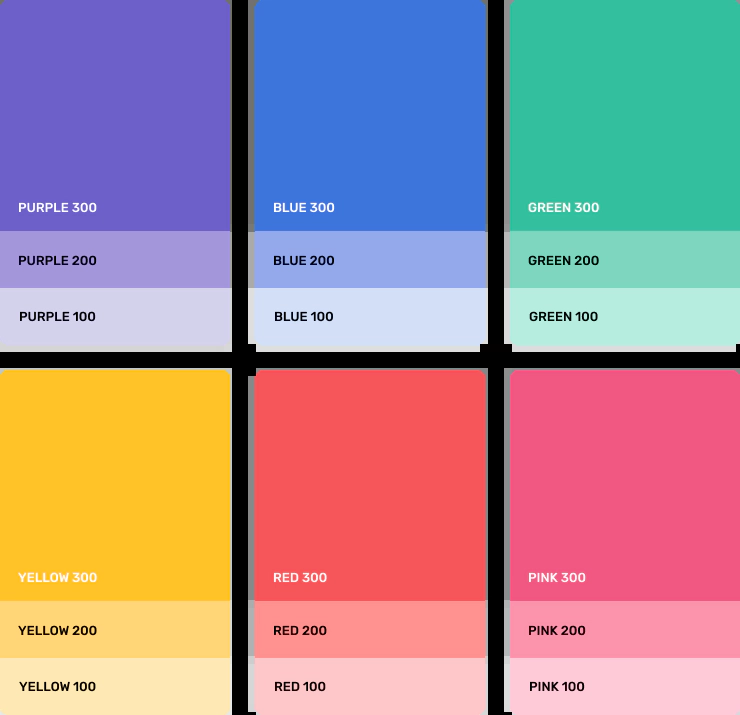 PURPLE 300
PURPLE 200
PURPLE 100
BLUE 300
BLUE 200
BLUE 100
GREEN 300
GREEN 200
GREEN 100
YELLOW 300
YELLOW 200
YELLOW 100
RED 300
RED 200
RED 100
PINK 300
PINK 200
PINK 100